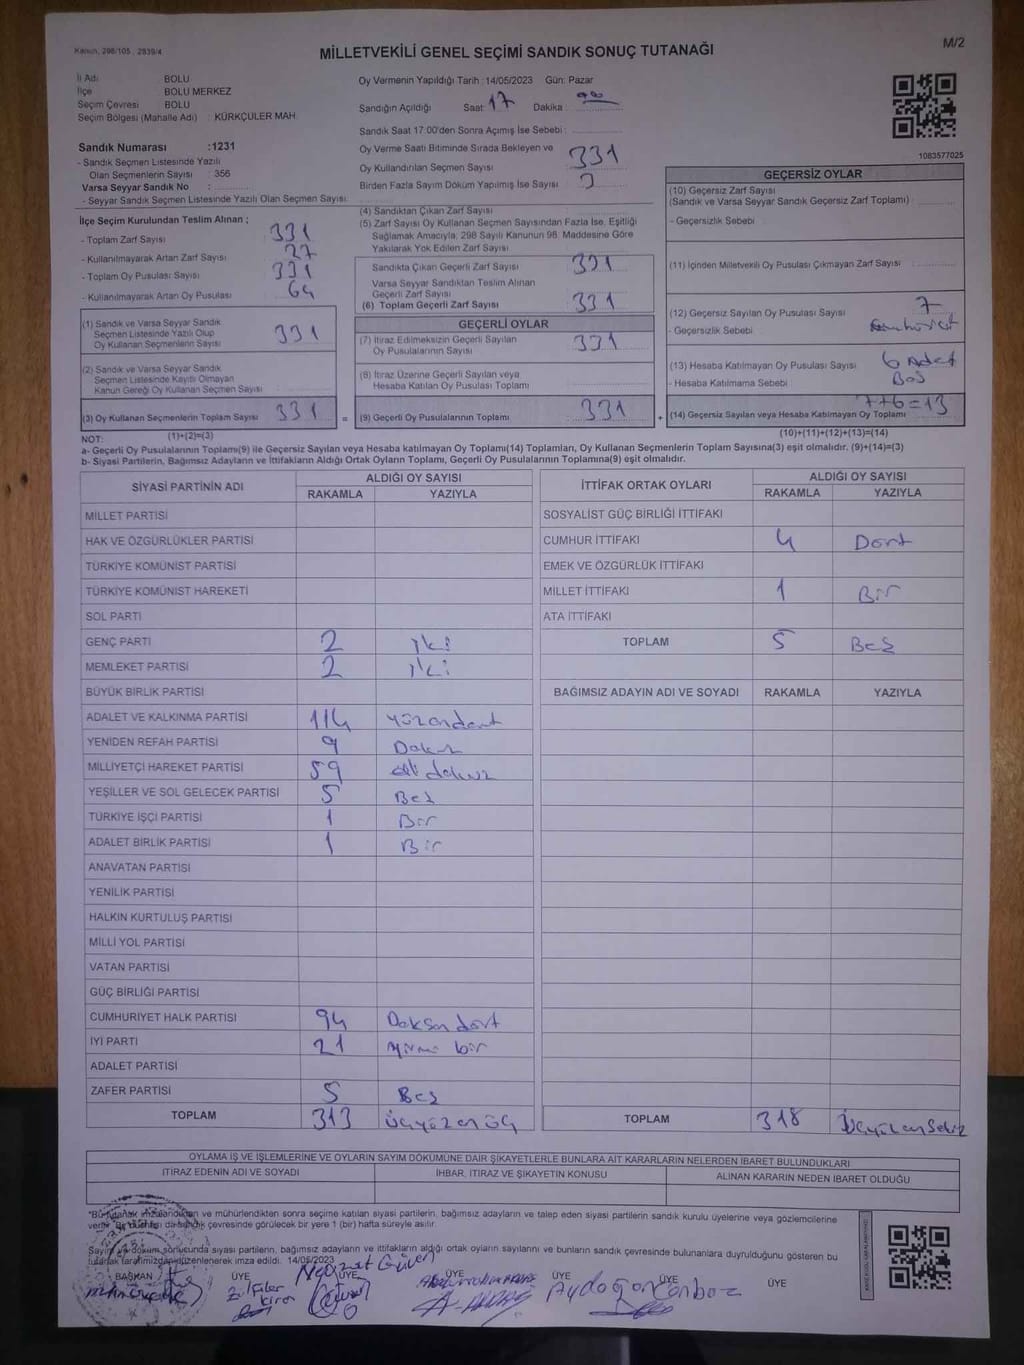 Kanun, 298/105, 2839/4
MİLLETVEKİLİ GENEL SEÇİMİ SANDIK SONUÇ TUTANAĞI
M/2
İl Adı BOLU
İlçe BOLU MERKEZ
Seçim Çevresi BOLU
Seçim Bölgesi (Mahalle Adı) : KÜRKÇÜLER MAH.
Sandık Numarası :1231
- Sandık Seçmen Listesinde Yazılı
Olan Seçmenlerin Sayısı : 356
Varsa Seyyar Sandık No :
- Seyyar Sandık Seçmen Listesinde Yazılı Olan Seçmen Sayısı:
Oy Vermenin Yapıldığı Tarih : 14/05/2023 Gün: Pazar
Sandığın Açıldığı Saat: 17 Dakika :
Sandık Saat 17:00'den Sonra Açılmış İse Sebebi :
Oy Verme Saati Bitiminde Sırada Bekleyen ve
Oy Kullandırılan Seçmen Sayısı 331
Birden Fazla Sayım Döküm Yapılmış İse Sayısı
1083577025
İlçe Seçim Kurulundan Teslim Alınan ;
- Toplam Zarf Sayısı 331
- Kullanılmayarak Artan Zarf Sayısı 27
- Toplam Oy Pusulası Sayısı 331
- Kullanılmayarak Artan Oy Pusulası 64
(1) Sandık ve Varsa Seyyar Sandık
Seçmen Listesinde Yazılı Olup
Oy Kullanan Seçmenlerin Sayısı 331
(2) Sandık ve Varsa Seyyar Sandık
Seçmen Listesinde Kayıtlı Olmayan
Kanun Gereği Oy Kullanan Seçmen Sayısı
(3) Oy Kullanan Seçmenlerin Toplam Sayısı 331 =
(1)+(2)=(3)
(4) Sandıktan Çıkan Zarf Sayısı
(5) Zarf Sayısı Oy Kullanan Seçmen Sayısından Fazla İse, Eşitliği
Sağlamak Amacıyla, 298 Sayılı Kanunun 98. Maddesine Göre
Yakılarak Yok Edilen Zarf Sayısı
Sandıkta Çıkan Geçerli Zarf Sayısı 331
Varsa Seyyar Sandıktan Teslim Alınan
Geçerli Zarf Sayısı
(6) Toplam Geçerli Zarf Sayısı 331
GEÇERLİ OYLAR
(7) İtiraz Edilmeksizin Geçerli Sayılan
Oy Pusulalarının Sayısı 331
(8) İtiraz Üzerine Geçerli Sayılan veya
Hesaba Katılan Oy Pusulası Toplamı
(9) Geçerli Oy Pusulalarının Toplamı 331 +
GEÇERSİZ OYLAR
(10) Geçersiz Zarf Sayısı
(Sandık ve Varsa Seyyar Sandık Geçersiz Zarf Toplamı) :
- Geçersizlik Sebebi :
(11) İçinden Milletvekili Oy Pusulası Çıkmayan Zarf Sayısı
(12) Geçersiz Sayılan Oy Pusulası Sayısı 7
- Geçersizlik Sebebi
(13) Hesaba Katılmayan Oy Pusulası Sayısı 6 Adet
- Hesaba Katılmama Sebebi Boş
7+6=13
(14) Geçersiz Sayılan veya Hesaba Katılmayan Oy Toplamı
(10)+(11)+(12)+(13)=(14)
NOT:
a- Geçerli Oy Pusulalarının Toplamı(9) ile Geçersiz Sayılan veya Hesaba katılmayan Oy Toplamı(14) Toplamları, Oy Kullanan Seçmenlerin Toplam Sayısına(3) eşit olmalıdır. (9)+(14)=(3)
b- Siyasi Partilerin, Bağımsız Adayların ve İttifakların Aldığı Ortak Oyların Toplamı, Geçerli Oy Pusulalarının Toplamına(9) eşit olmalıdır.
SİYASİ PARTİNİN ADI ALDIĞI OY SAYISI
RAKAMLA YAZIYLA
MİLLET PARTİSİ
HAK VE ÖZGÜRLÜKLER PARTİSİ
TÜRKİYE KOMÜNİST PARTİSİ
TÜRKİYE KOMÜNİST HAREKETİ
SOL PARTİ
GENÇ PARTİ 2 iki
MEMLEKET PARTİSİ 2 iki
BÜYÜK BİRLİK PARTİSİ
ADALET VE KALKINMA PARTİSİ 114 yüzondört
YENİDEN REFAH PARTİSİ 9 Dokuz
MİLLİYETÇİ HAREKET PARTİSİ 59 elli dokuz
YEŞİLLER VE SOL GELECEK PARTİSİ 5 Beş
TÜRKİYE İŞÇİ PARTİSİ 1 Bir
ADALET BİRLİK PARTİSİ 1 Bir
ANAVATAN PARTİSİ
YENİLİK PARTİSİ
HALKIN KURTULUŞ PARTİSİ
MİLLİ YOL PARTİSİ
VATAN PARTİSİ
GÜÇ BİRLİĞİ PARTİSİ
CUMHURİYET HALK PARTİSİ 94 Doksan dört
İYİ PARTİ 21 yirmi bir
ADALET PARTİSİ
ZAFER PARTİSİ 5 Beş
TOPLAM 313 üçyüzonüç
İTTİFAK ORTAK OYLARI ALDIĞI OY SAYISI
RAKAMLA YAZIYLA
SOSYALİST GÜÇ BİRLİĞİ İTTİFAKI
CUMHUR İTTİFAKI 4 Dört
EMEK VE ÖZGÜRLÜK İTTİFAKI
MİLLET İTTİFAKI 1 Bir
ATA İTTİFAKI
TOPLAM 5 Beş
BAĞIMSIZ ADAYIN ADI VE SOYADI RAKAMLA YAZIYLA
TOPLAM 318 üçyüzonsekiz
OYLAMA İŞ VE İŞLEMLERİNE VE OYLARIN SAYIM DÖKÜMÜNE DAİR ŞİKAYETLERLE BUNLARA AİT KARARLARIN NELERDEN İBARET BULUNDUKLARI
İTİRAZ EDENİN ADI VE SOYADI İHBAR, İTİRAZ VE ŞİKAYETİN KONUSU ALINAN KARARIN NEDEN İBARET OLDUĞU
"Bu tutanak imzalandıktan ve mühürlendikten sonra seçime katılan siyasi partilerin, bağımsız adayların ve talep eden siyasi partilerin sandık kurulu üyelerine veya gözlemcilerine
verilir. Bir nüshası da sandık çevresinde görülecek bir yere 1 (bir) hafta süreyle asılır.
Sayım ve döküm sonucunda siyasi partilerin, bağımsız adayların ve ittifakların aldığı ortak oyların sayılarını ve bunların sandık çevresinde bulunanlara duyrulduğunu gösteren bu
tutanak tarafımızdan düzenlenerek imza edildi. 14/05/2023
BAŞKAN ÜYE ÜYE ÜYE ÜYE ÜYE ÜYE
Nevzat Güven